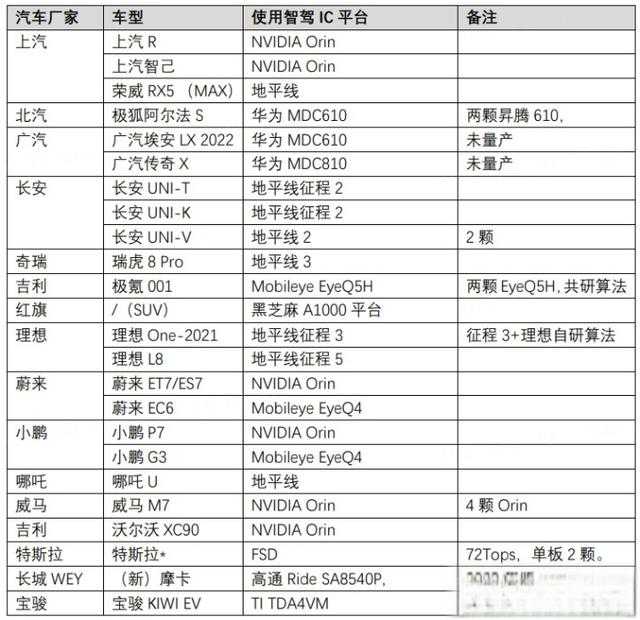 汽车厂家 车型 使用智驾 IC 平台 备注
上汽 上汽 R NVIDIA Orin
上汽智己 NVIDIA Orin
荣威 RX5 （MAX） 地平线
北汽 极狐阿尔法 S 华为 MDC610 两颗昇腾 610,
广汽 广汽埃安 LX 2022 华为 MDC610 未量产
广汽传奇 X 华为 MDC810 未量产
长安 长安 UNI-T 地平线征程 2
长安 UNI-K 地平线征程 2
长安 UNI-V 地平线 2 2 颗
奇瑞 瑞虎 8 Pro 地平线 3
吉利 极氪 001 Mobileye EyeQ5H 两颗 EyeQ5H, 共研算法
红旗 /（SUV） 黑芝麻 A1000 平台
理想 理想 One-2021 地平线征程 3 征程 3+理想自研算法
理想 L8 地平线征程 5
蔚来 蔚来 ET7/ES7 NVIDIA Orin
蔚来 EC6 Mobileye EyeQ4
小鹏 小鹏 P7 NVIDIA Orin
小鹏 G3 Mobileye EyeQ4
哪吒 哪吒 U 地平线
威马 威马 M7 NVIDIA Orin 4 颗 Orin
吉利 沃尔沃 XC90 NVIDIA Orin
特斯拉 特斯拉* FSD 72Tops，单板 2 颗。
长城 WEY （新）摩卡 高通 Ride SA8540P,
宝骏 宝骏 KIWI EV TI TDA4VM